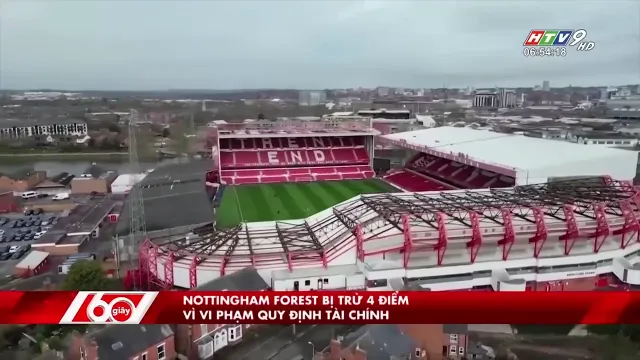 HTV9 HD
06:54:18
END
60 giây
NOTTINGHAM FOREST BỊ TRỪ 4 ĐIỂM
VÌ VI PHẠM QUY ĐỊNH TÀI CHÍNH